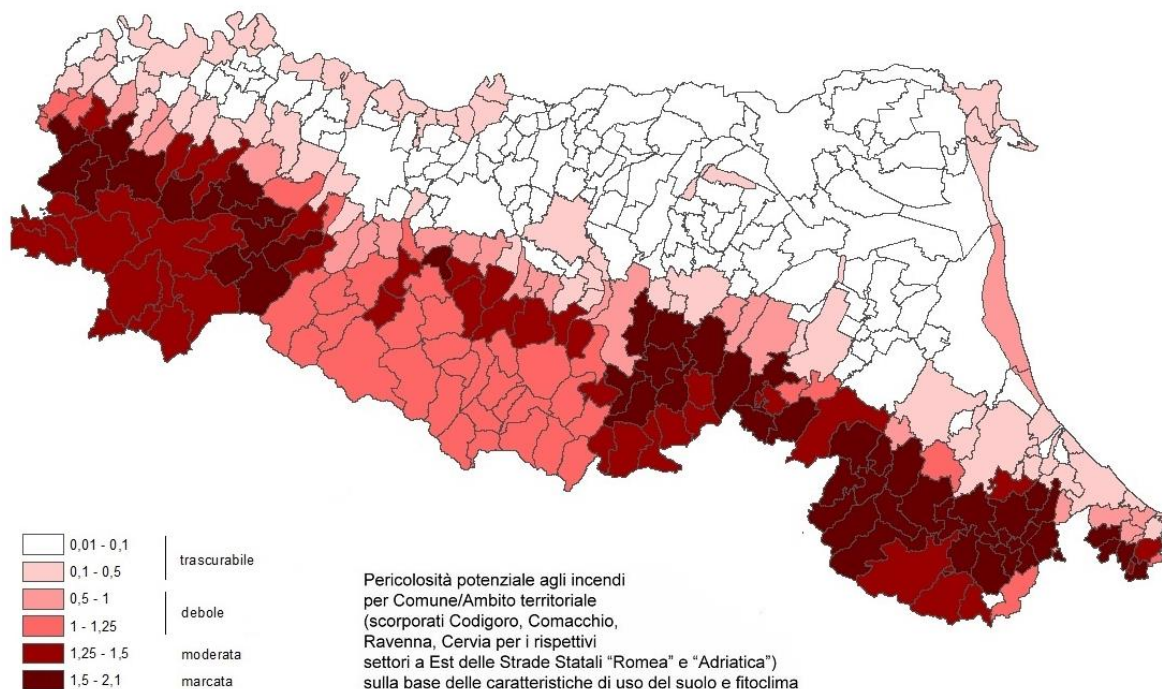 0,01 - 0,1
0,1 - 0,5
trascurabile
0,5 - 1
1 - 1,25
debole
1,25 - 1,5 moderata
1,5 - 2,1 marcata
Pericolosità potenziale agli incendi
per Comune/Ambito territoriale
(scorporati Codigoro, Comacchio,
Ravenna, Cervia per i rispettivi
settori a Est delle Strade Statali “Romea” e “Adriatica”)
sulla base delle caratteristiche di uso del suolo e fitoclima